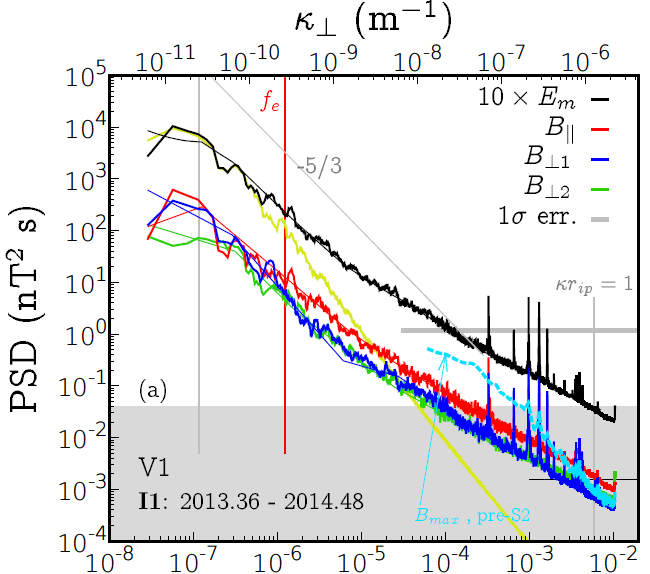 κ⊥ (m⁻¹)
10⁻¹¹ 10⁻¹⁰ 10⁻⁹ 10⁻⁸ 10⁻⁷ 10⁻⁶
10⁵
10⁴
10³
10²
10¹
10⁰
10⁻¹
10⁻²
10⁻³
10⁻⁴
PSD (nT² s)
fₑ
-5/3
10 × Eₘ
B∥
B⊥1
B⊥2
1σ err.
κr_ip = 1
(a)
V1
I1: 2013.36 - 2014.48
B_max , pre-S2
10⁻⁸ 10⁻⁷ 10⁻⁶ 10⁻⁵ 10⁻⁴ 10⁻³ 10⁻²